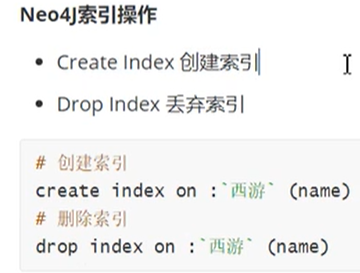 Neo4J索引操作
Create Index 创建索引
Drop Index 丢弃索引
# 创建索引
create index on :`西游` (name)
# 删除索引
drop index on :`西游` (name)